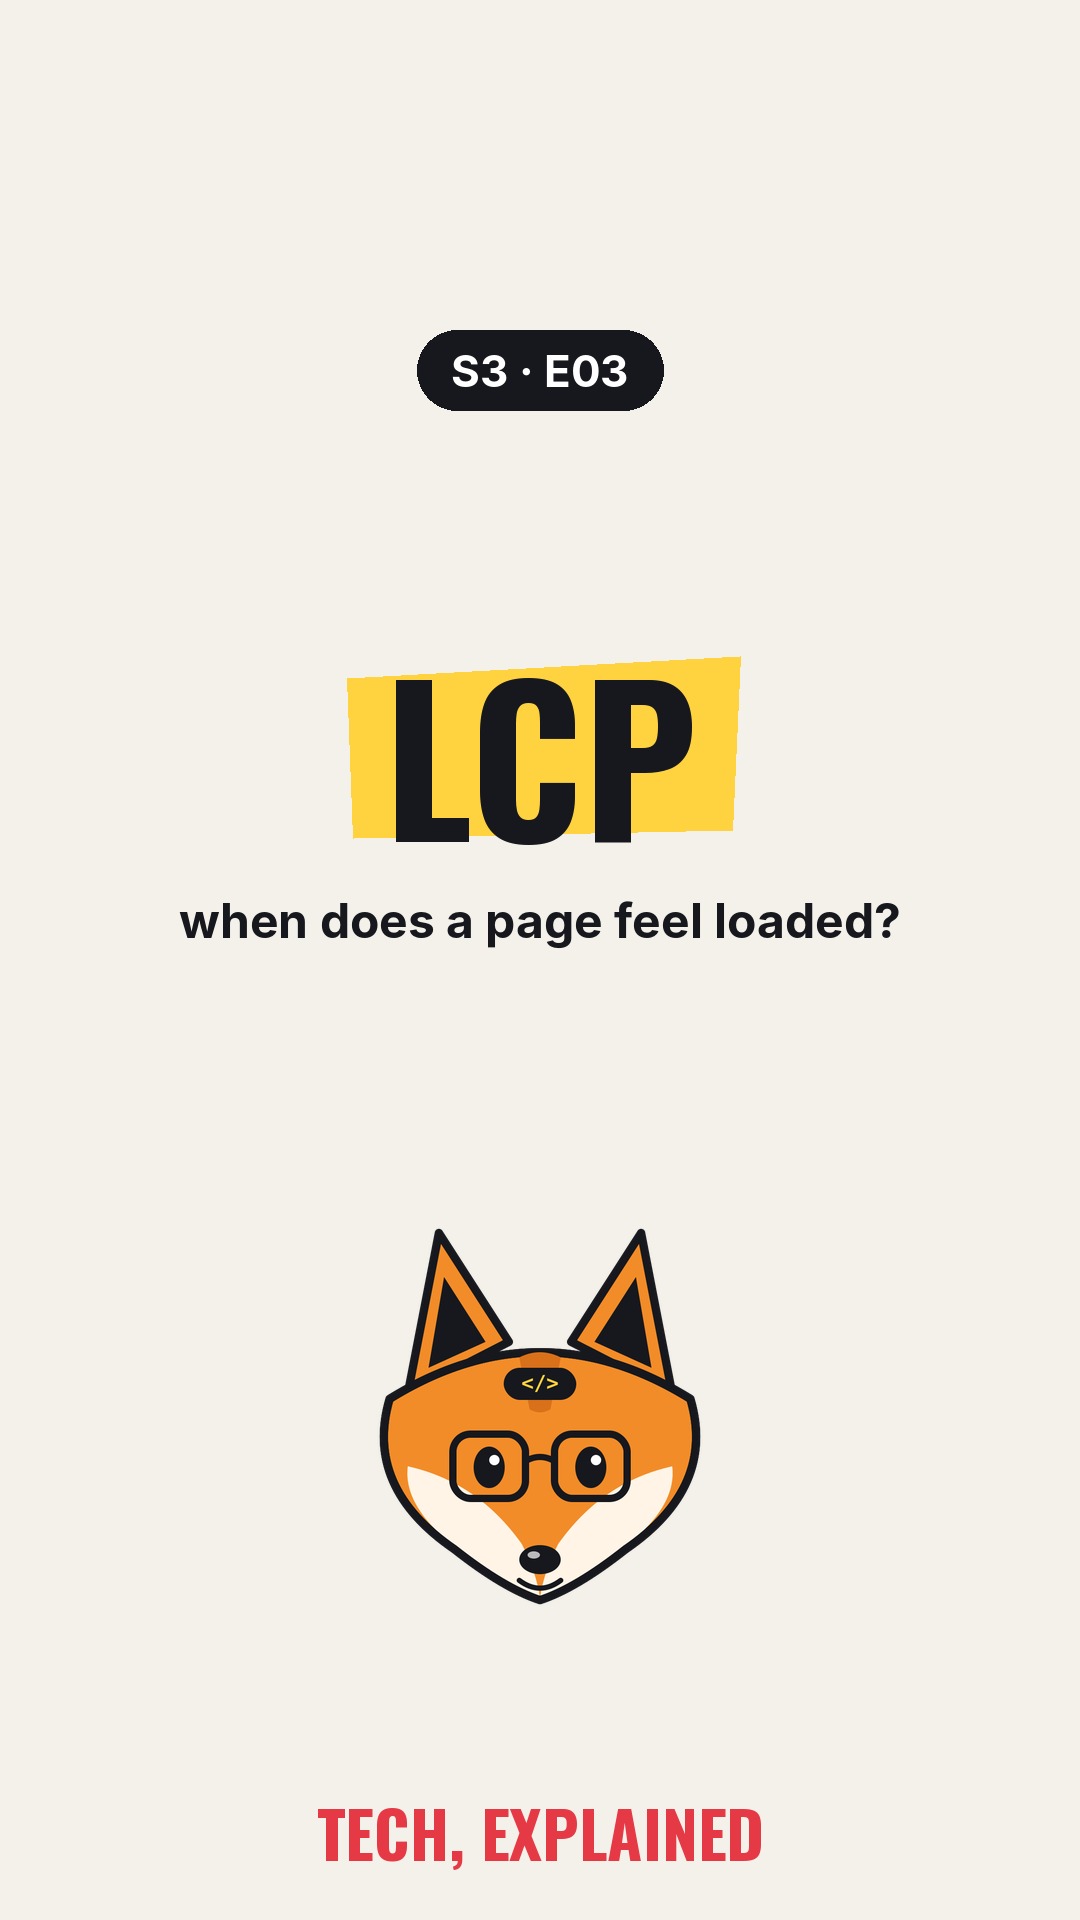 S3 · E03
LCP
when does a page feel loaded?
</>
TECH, EXPLAINED